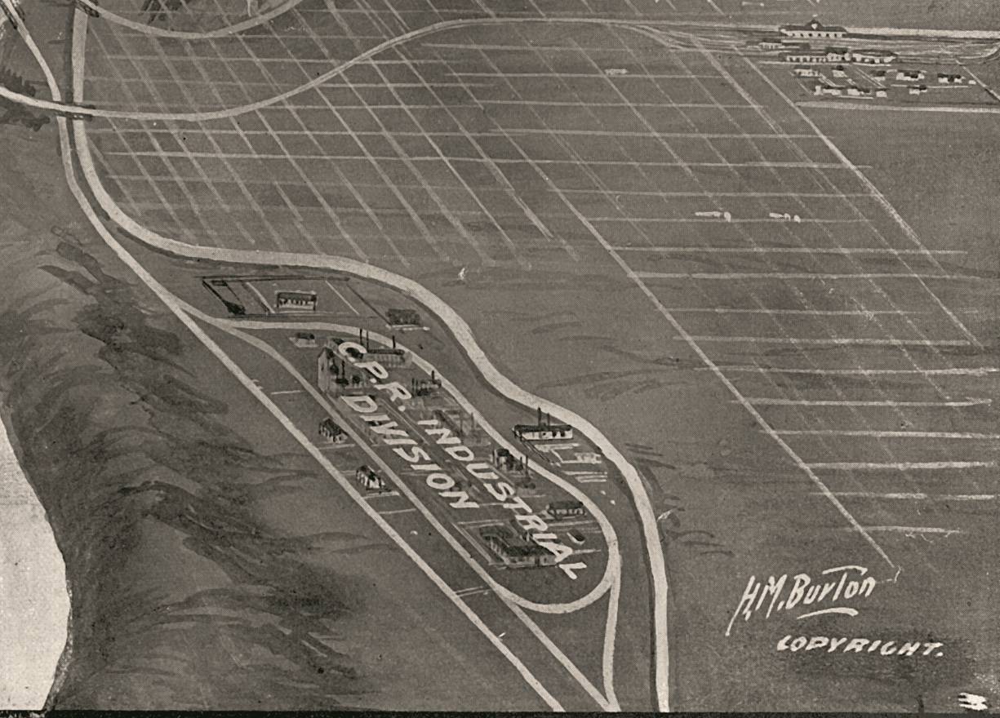 C.P.R. INDUSTRIAL
DIVISION
H.M. Burton
COPYRIGHT.